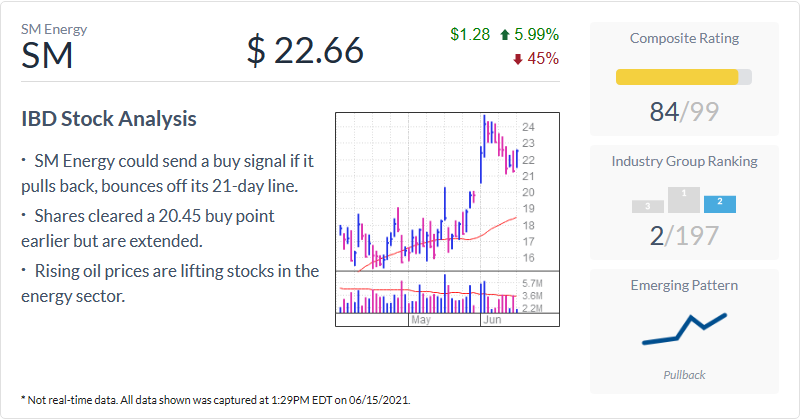 SM Energy
SM
$ 22.66
$1.28 5.99%
45%
IBD Stock Analysis
· SM Energy could send a buy signal if it
pulls back, bounces off its 21-day line.
· Shares cleared a 20.45 buy point
earlier but are extended.
· Rising oil prices are lifting stocks in the
energy sector.
24
23
22
21
20
19
18
17
16
5.7M
3.6M
2.2M
May Jun
* Not real-time data. All data shown was captured at 1:29PM EDT on 06/15/2021.
Composite Rating
84/99
Industry Group Ranking
3 1 2
2/197
Emerging Pattern
Pullback